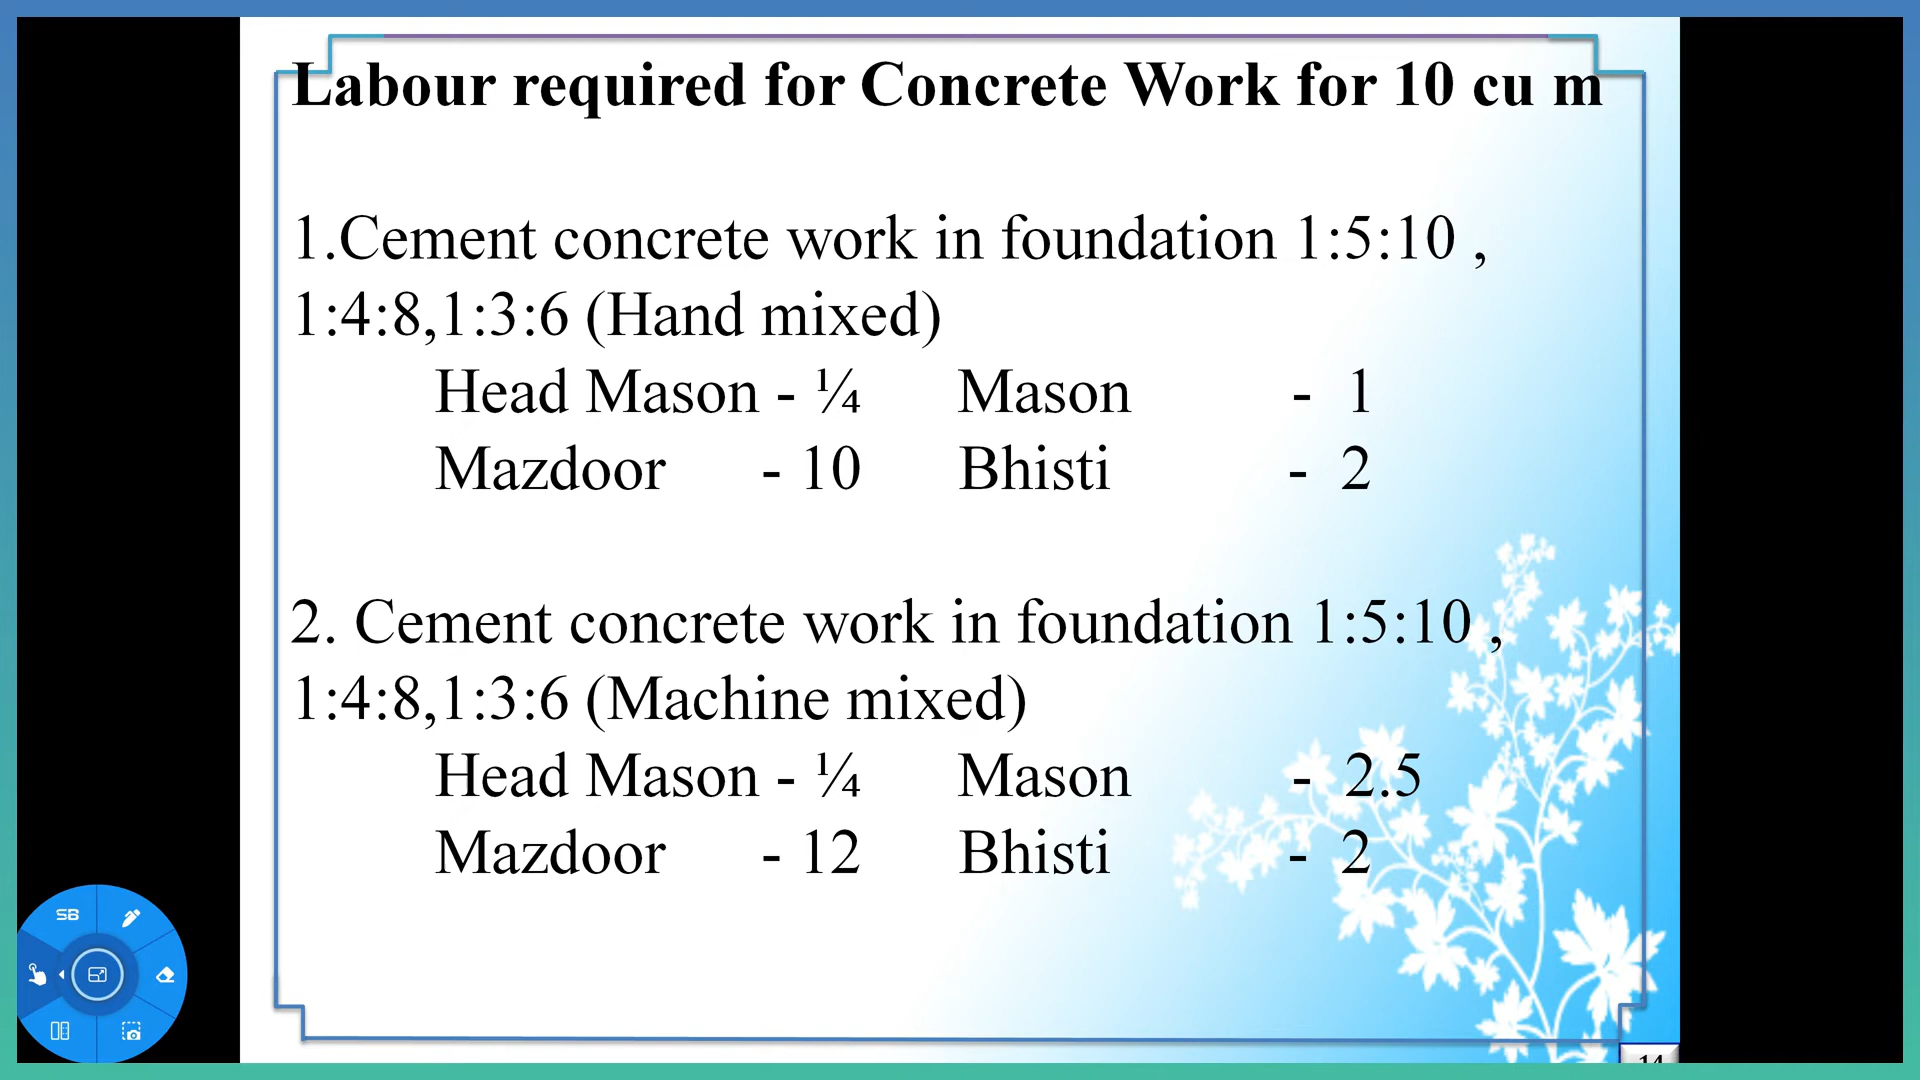 Labour required for Concrete Work for 10 cu m
1.Cement concrete work in foundation 1:5:10 ,
1:4:8,1:3:6 (Hand mixed)
Head Mason - ¼ Mason - 1
Mazdoor - 10 Bhisti - 2
2. Cement concrete work in foundation 1:5:10 ,
1:4:8,1:3:6 (Machine mixed)
Head Mason - ¼ Mason - 2.5
Mazdoor - 12 Bhisti - 2
SB
14